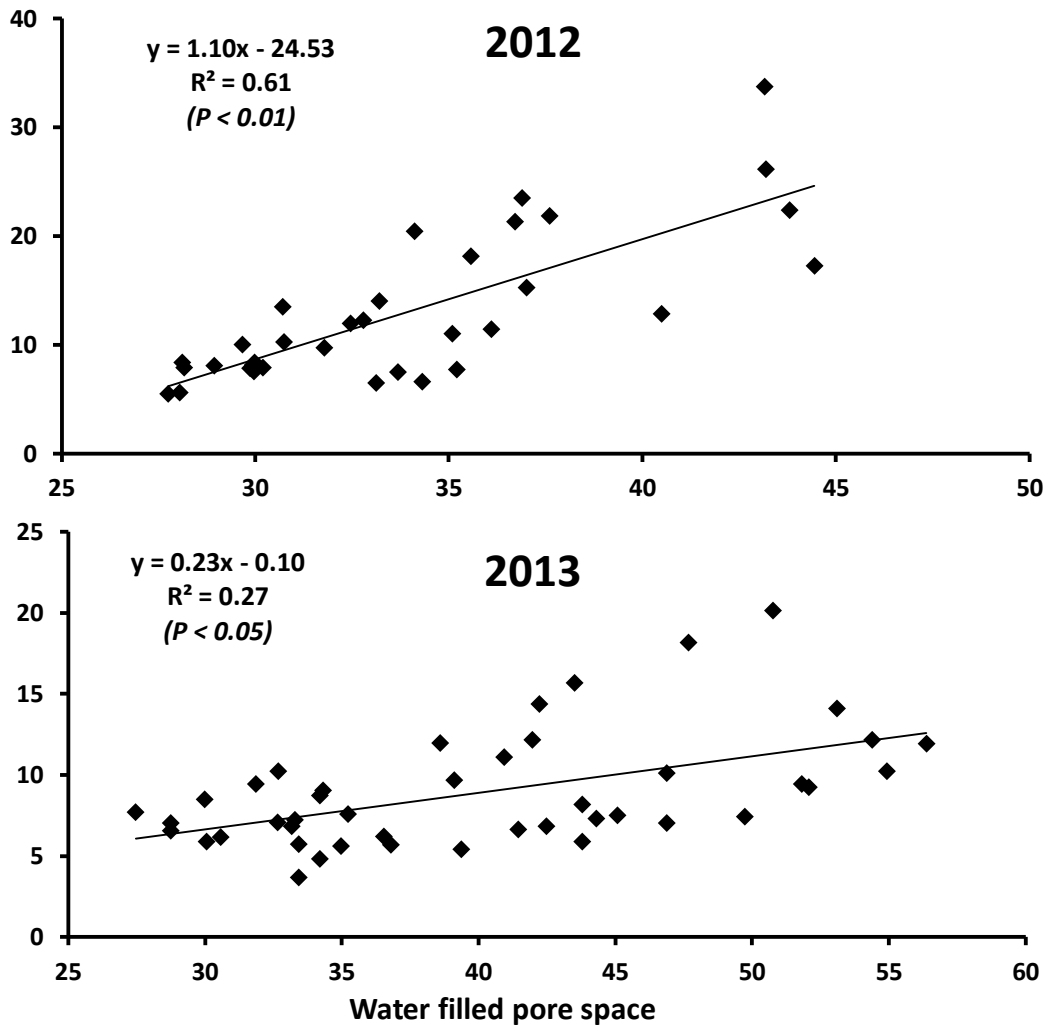 40
y = 1.10x - 24.53
2012
R² = 0.61
(P < 0.01)
30
20
10
0
25 30 35 40 45 50
25
y = 0.23x - 0.10
2013
R² = 0.27
(P < 0.05)
20
15
10
5
0
25 30 35 40 45 50 55 60
Water filled pore space